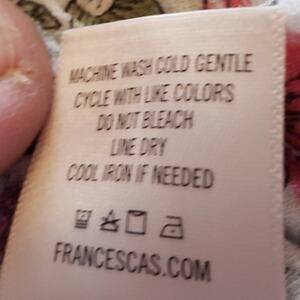 MACHINE WASH COLD GENTLE
CYCLE WITH LIKE COLORS
DO NOT BLEACH
LINE DRY
COOL IRON IF NEEDED
FRANCESCAS.COM